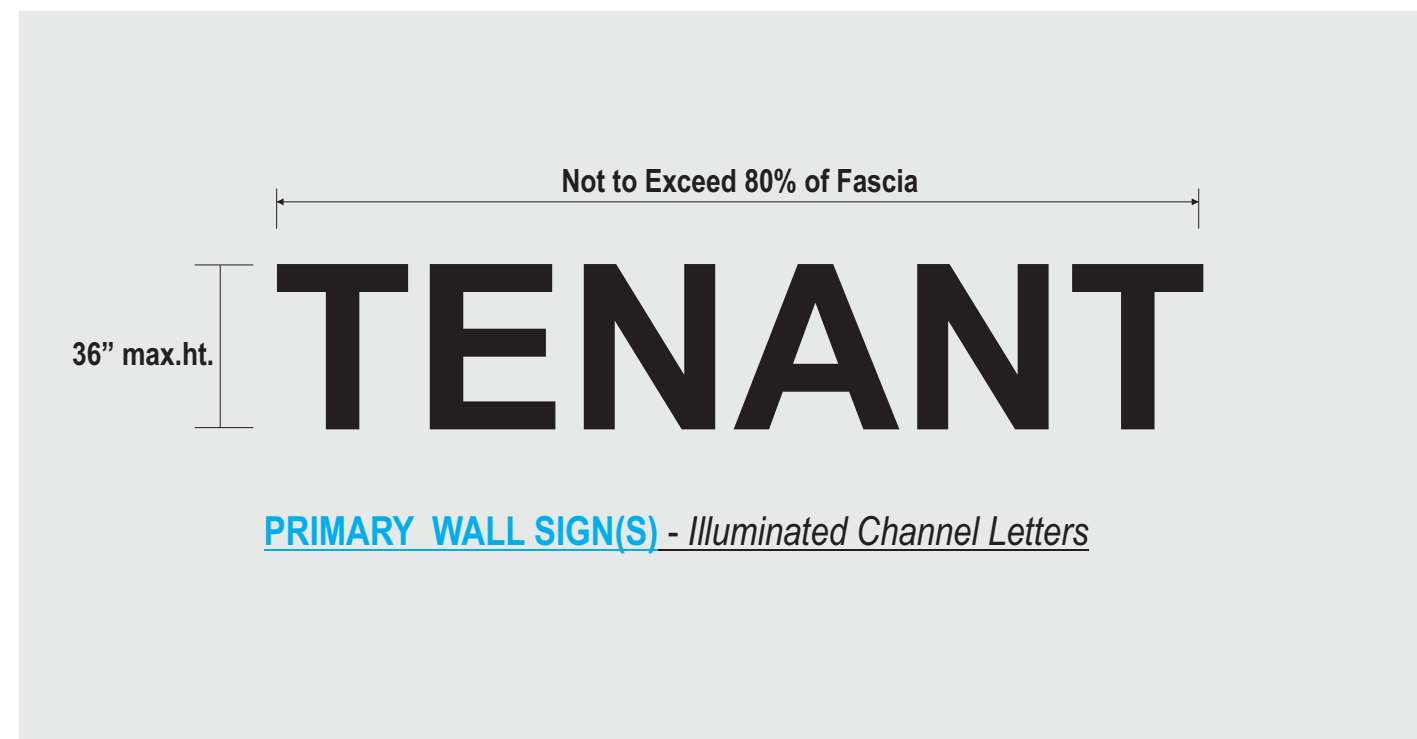 Not to Exceed 80% of Fascia
TENANT
36” max.ht.
PRIMARY WALL SIGN(S) - Illuminated Channel Letters